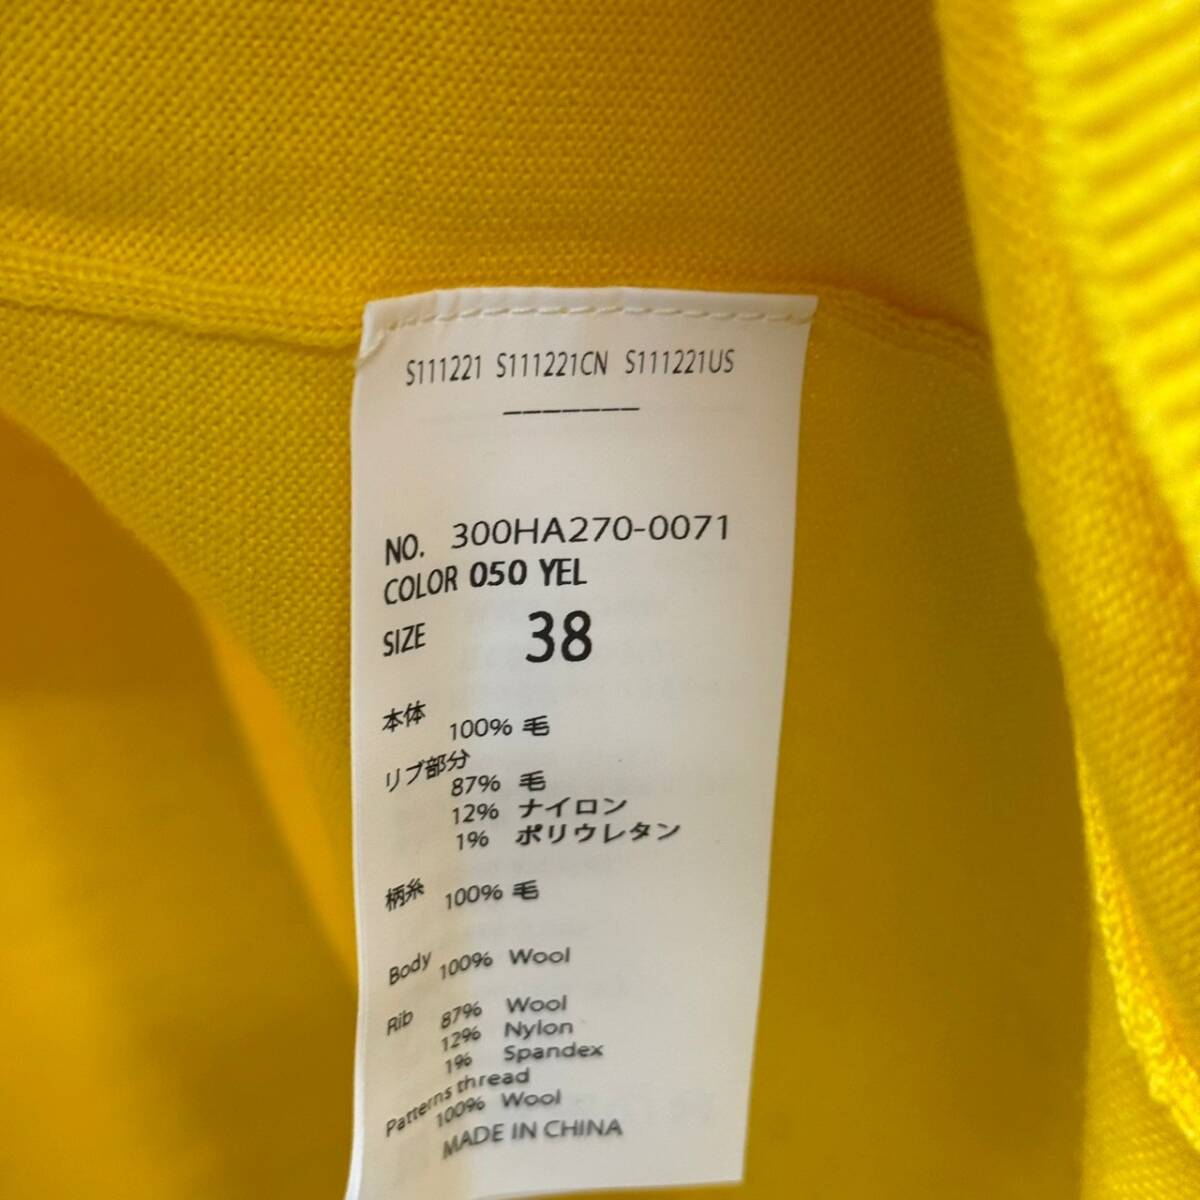 S111221 S111221CN S111221US
_______
NO. 300HA270-0071
COLOR 050 YEL
SIZE 38
本体 100% 毛
リブ部分
87% 毛
12% ナイロン
1% ポリウレタン
柄糸 100% 毛
Body 100% Wool
Rib 87% Wool
12% Nylon
1% Spandex
Patterns thread
100% Wool
MADE IN CHINA